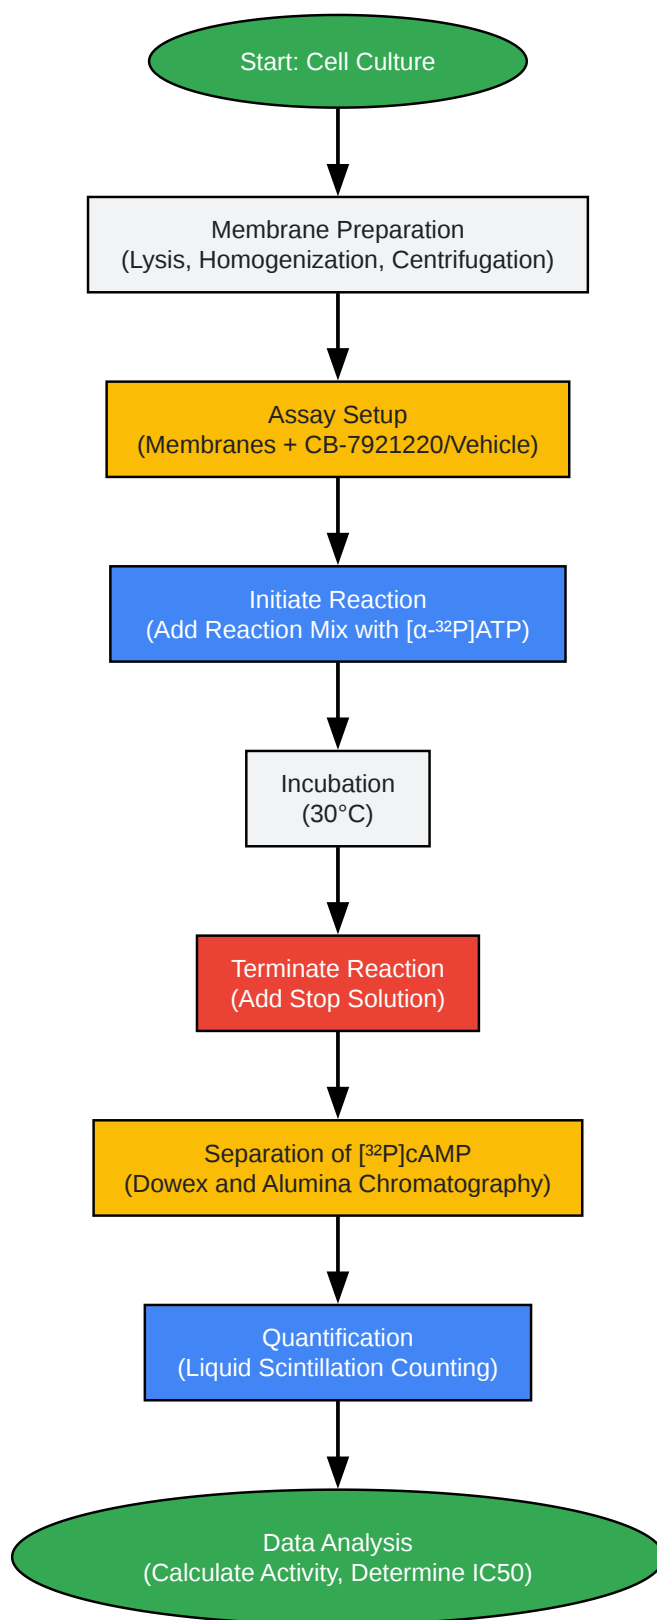 Start: Cell Culture
Membrane Preparation
(Lysis, Homogenization, Centrifugation)
Assay Setup
(Membranes + CB-7921220/Vehicle)
Initiate Reaction
(Add Reaction Mix with [α-³²P]ATP)
Incubation
(30°C)
Terminate Reaction
(Add Stop Solution)
Separation of [³²P]cAMP
(Dowex and Alumina Chromatography)
Quantification
(Liquid Scintillation Counting)
Data Analysis
(Calculate Activity, Determine IC50)